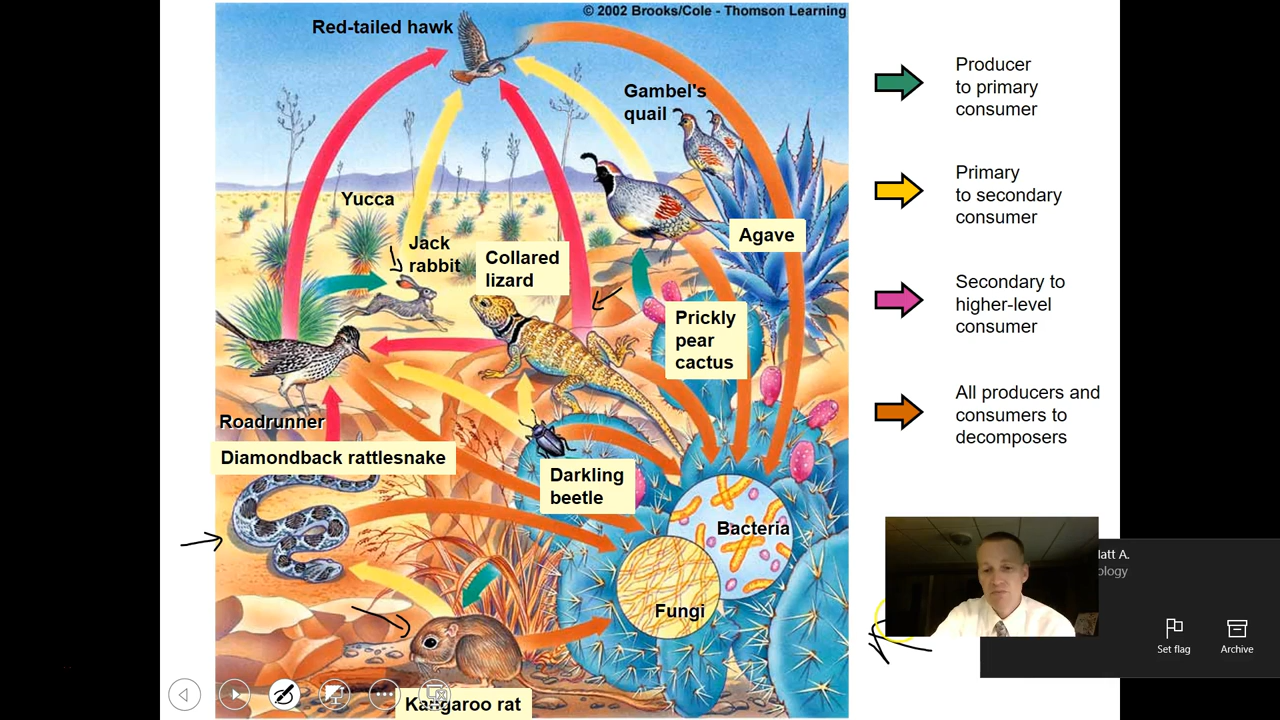 © 2002 Brooks/Cole - Thomson Learning
Red-tailed hawk
Gambel's
quail
Yucca
Jack
rabbit
Collared
lizard
Agave
Prickly
pear
cactus
Roadrunner
Diamondback rattlesnake
Darkling
beetle
Bacteria
Fungi
Kangaroo rat
Producer
to primary
consumer
Primary
to secondary
consumer
Secondary to
higher-level
consumer
All producers and
consumers to
decomposers
A.
ology
Set flag
Archive